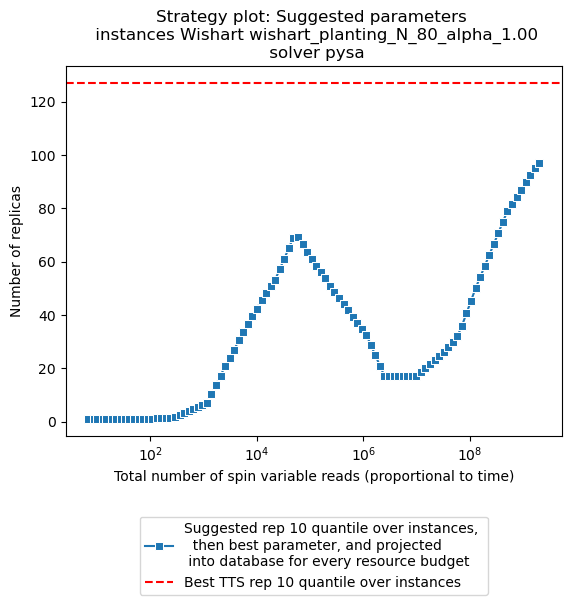 Strategy plot: Suggested parameters
instances Wishart wishart_planting_N_80_alpha_1.00
solver pysa
Number of replicas
120
100
80
60
40
20
0
10^2
10^4
10^6
10^8
Total number of spin variable reads (proportional to time)
Suggested rep 10 quantile over instances,
then best parameter, and projected
into database for every resource budget
Best TTS rep 10 quantile over instances